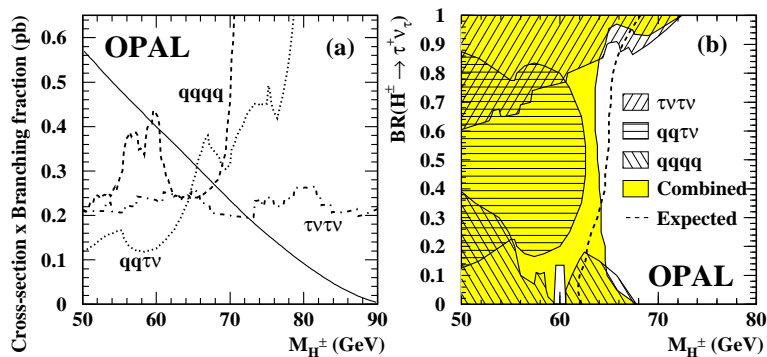 Cross-section x Branching fraction (pb)
0.6
0.5
0.4
0.3
0.2
0.1
0
OPAL
(a)
qqqq
τντν
qqτν
50 60 70 80 90
M_H± (GeV)
BR(H± → τ⁺ν_τ)
1
0.9
0.8
0.7
0.6
0.5
0.4
0.3
0.2
0.1
0
(b)
τντν
qqτν
qqqq
Combined
Expected
OPAL
50 60 70 80
M_H± (GeV)